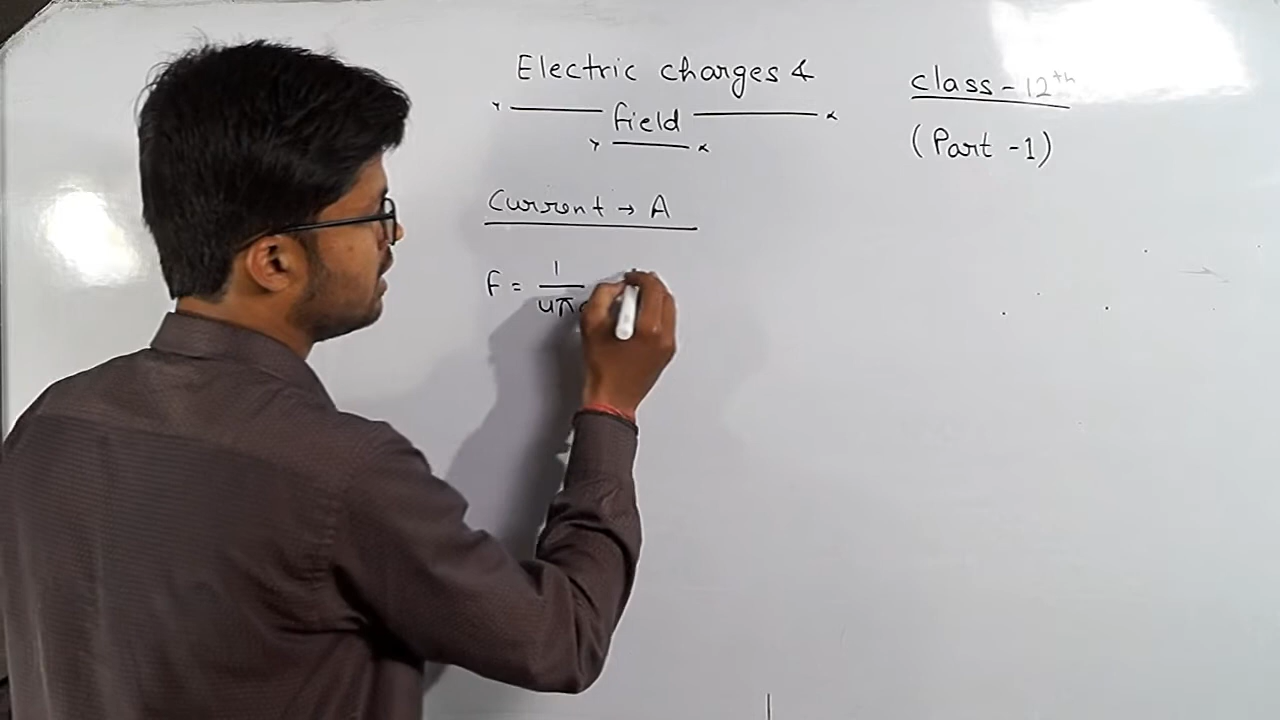 Electric charges &
field
class - 12th
(Part - 1)
Current → A
F = 1
4π